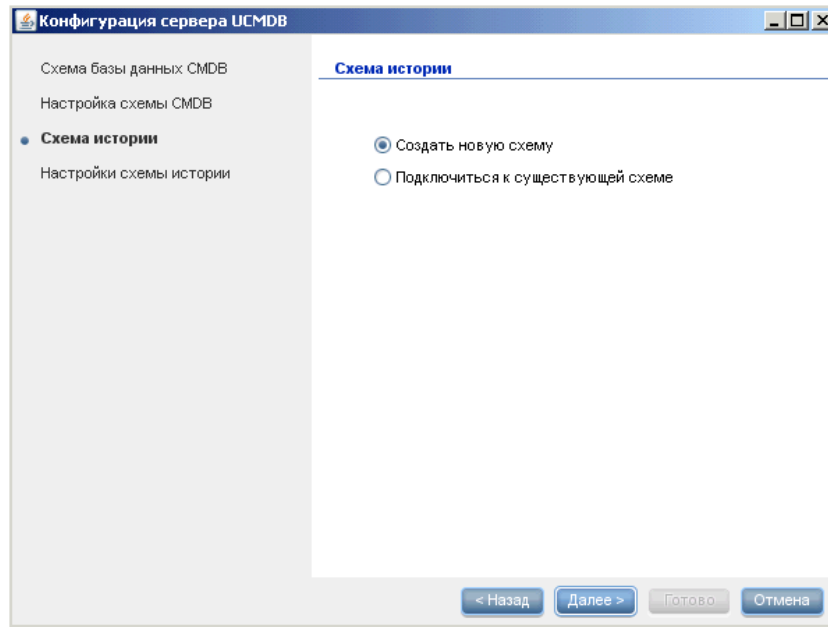 Конфигурация сервера UCMDB
Схема базы данных CMDB
Настройка схемы CMDB
Схема истории
Настройки схемы истории
Схема истории
Создать новую схему
Подключиться к существующей схеме
< Назад
Далее >
Готово
Отмена